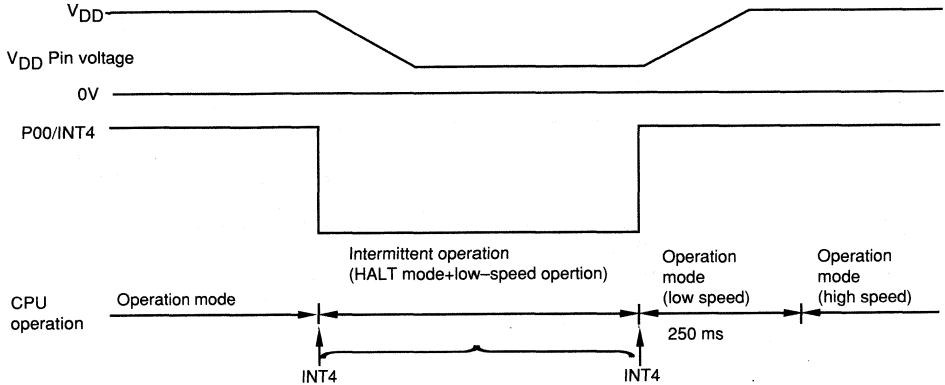 VDD
VDD Pin voltage
0V
P00/INT4
Intermittent operation
(HALT mode+low–speed opertion)
Operation
mode
(low speed)
Operation
mode
(high speed)
CPU
operation
Operation mode
250 ms
INT4
INT4